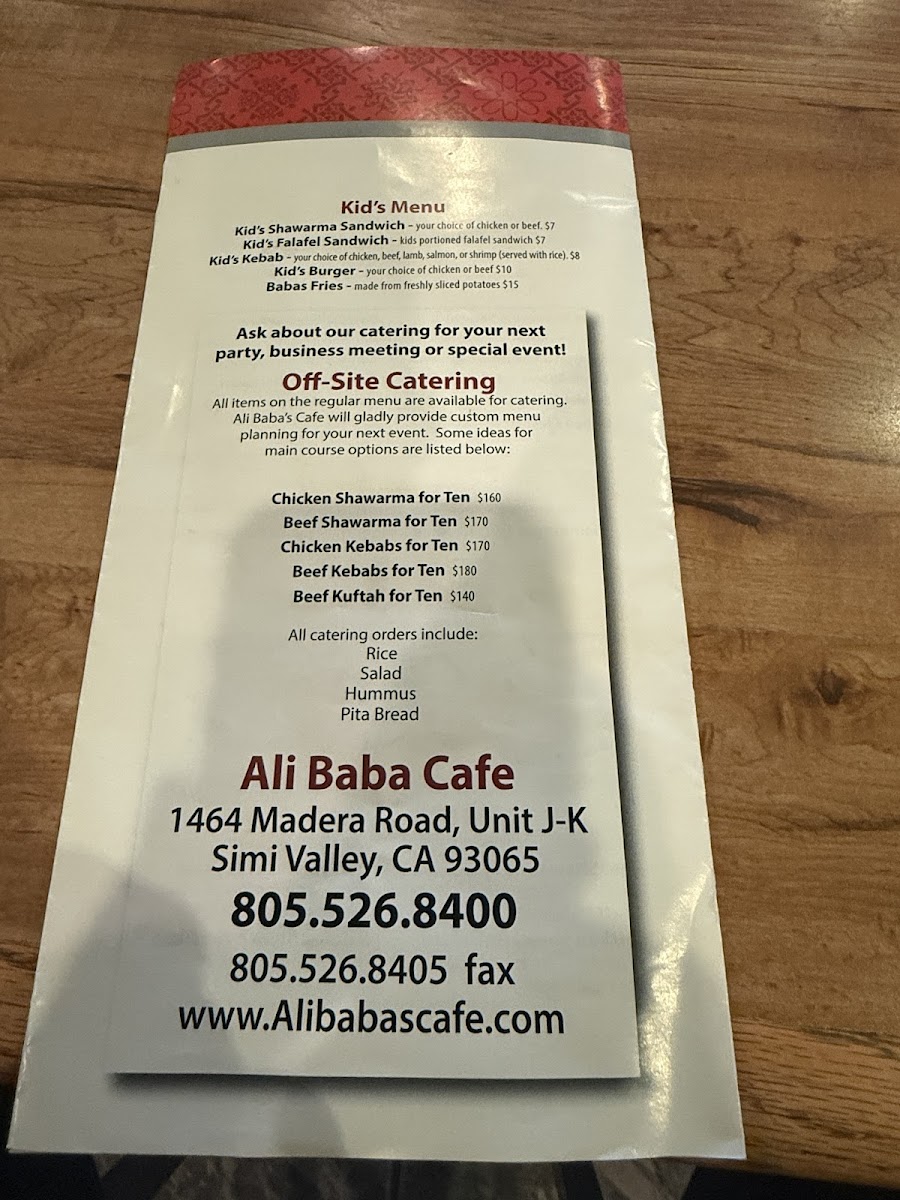 Kid's Menu
Kid's Shawarma Sandwich - your choice of chicken or beef. $7
Kid's Falafel Sandwich - kids portioned falafel sandwich $7
Kid's Kebab - your choice of chicken, beef, lamb, salmon, or shrimp (served with rice). $8
Kid's Burger - your choice of chicken or beef $10
Babas Fries - made from freshly sliced potatoes $15
Ask about our catering for your next
party, business meeting or special event!
Off-Site Catering
All items on the regular menu are available for catering.
Ali Baba's Cafe will gladly provide custom menu
planning for your next event. Some ideas for
main course options are listed below:
Chicken Shawarma for Ten $160
Beef Shawarma for Ten $170
Chicken Kebabs for Ten $170
Beef Kebabs for Ten $180
Beef Kuftah for Ten $140
All catering orders include:
Rice
Salad
Hummus
Pita Bread
Ali Baba Cafe
1464 Madera Road, Unit J-K
Simi Valley, CA 93065
805.526.8400
805.526.8405 fax
www.Alibabascafe.com